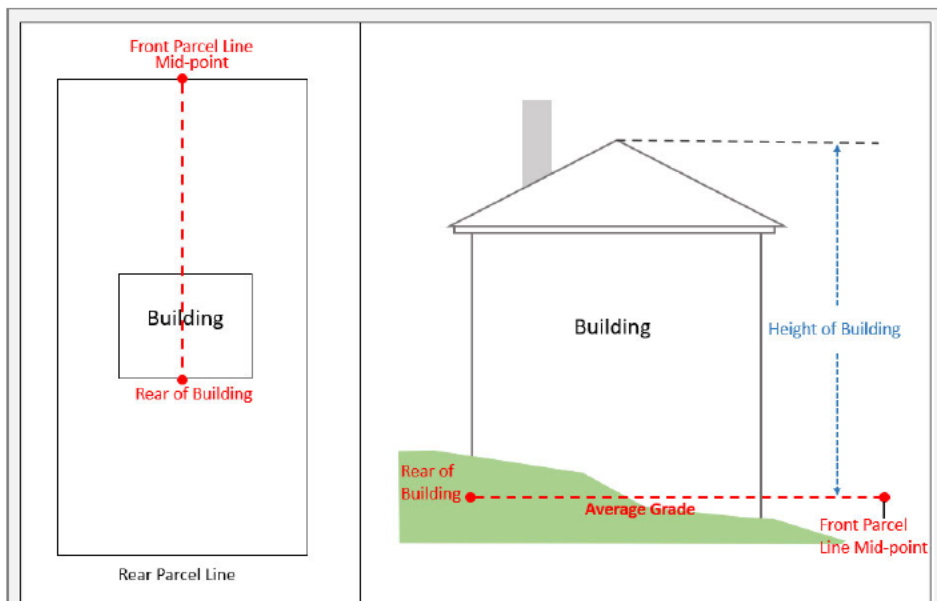 Front Parcel Line
Mid-point
Building
Rear of Building
Rear Parcel Line
Building
Height of Building
Rear of
Building
Average Grade
Front Parcel
Line Mid-point